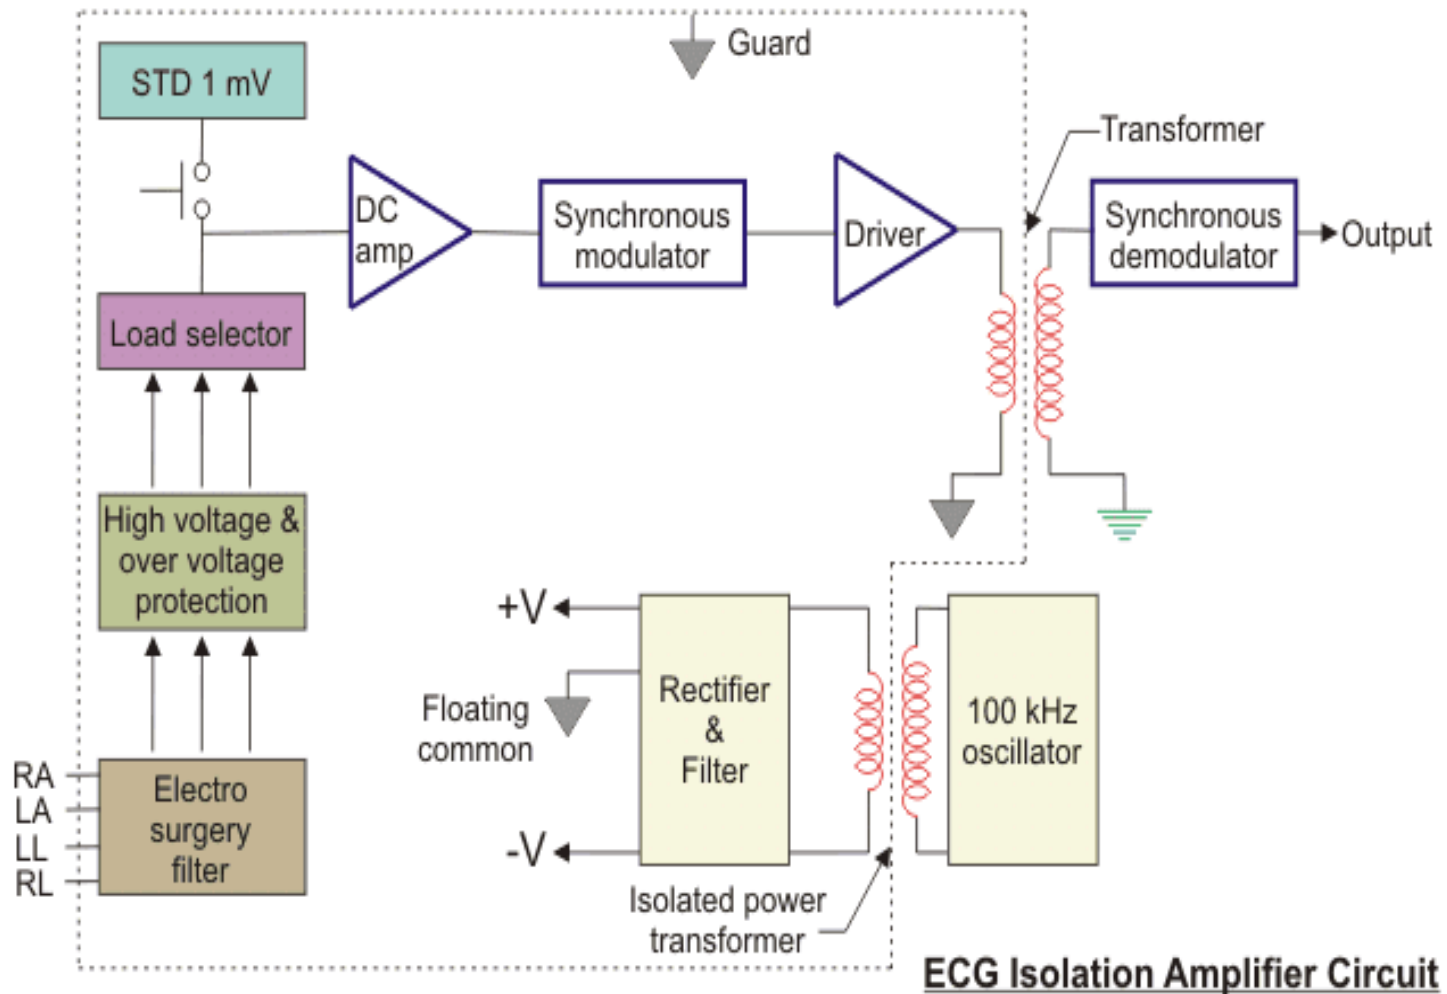 Guard
STD 1 mV
Transformer
DC
amp
Synchronous
modulator
Driver
Synchronous
demodulator
Output
Load selector
High voltage &
over voltage
protection
+V
Floating
common
Rectifier
&
Filter
100 kHz
oscillator
-V
RA
LA
LL
RL
Electro
surgery
filter
Isolated power
transformer
ECG Isolation Amplifier Circuit